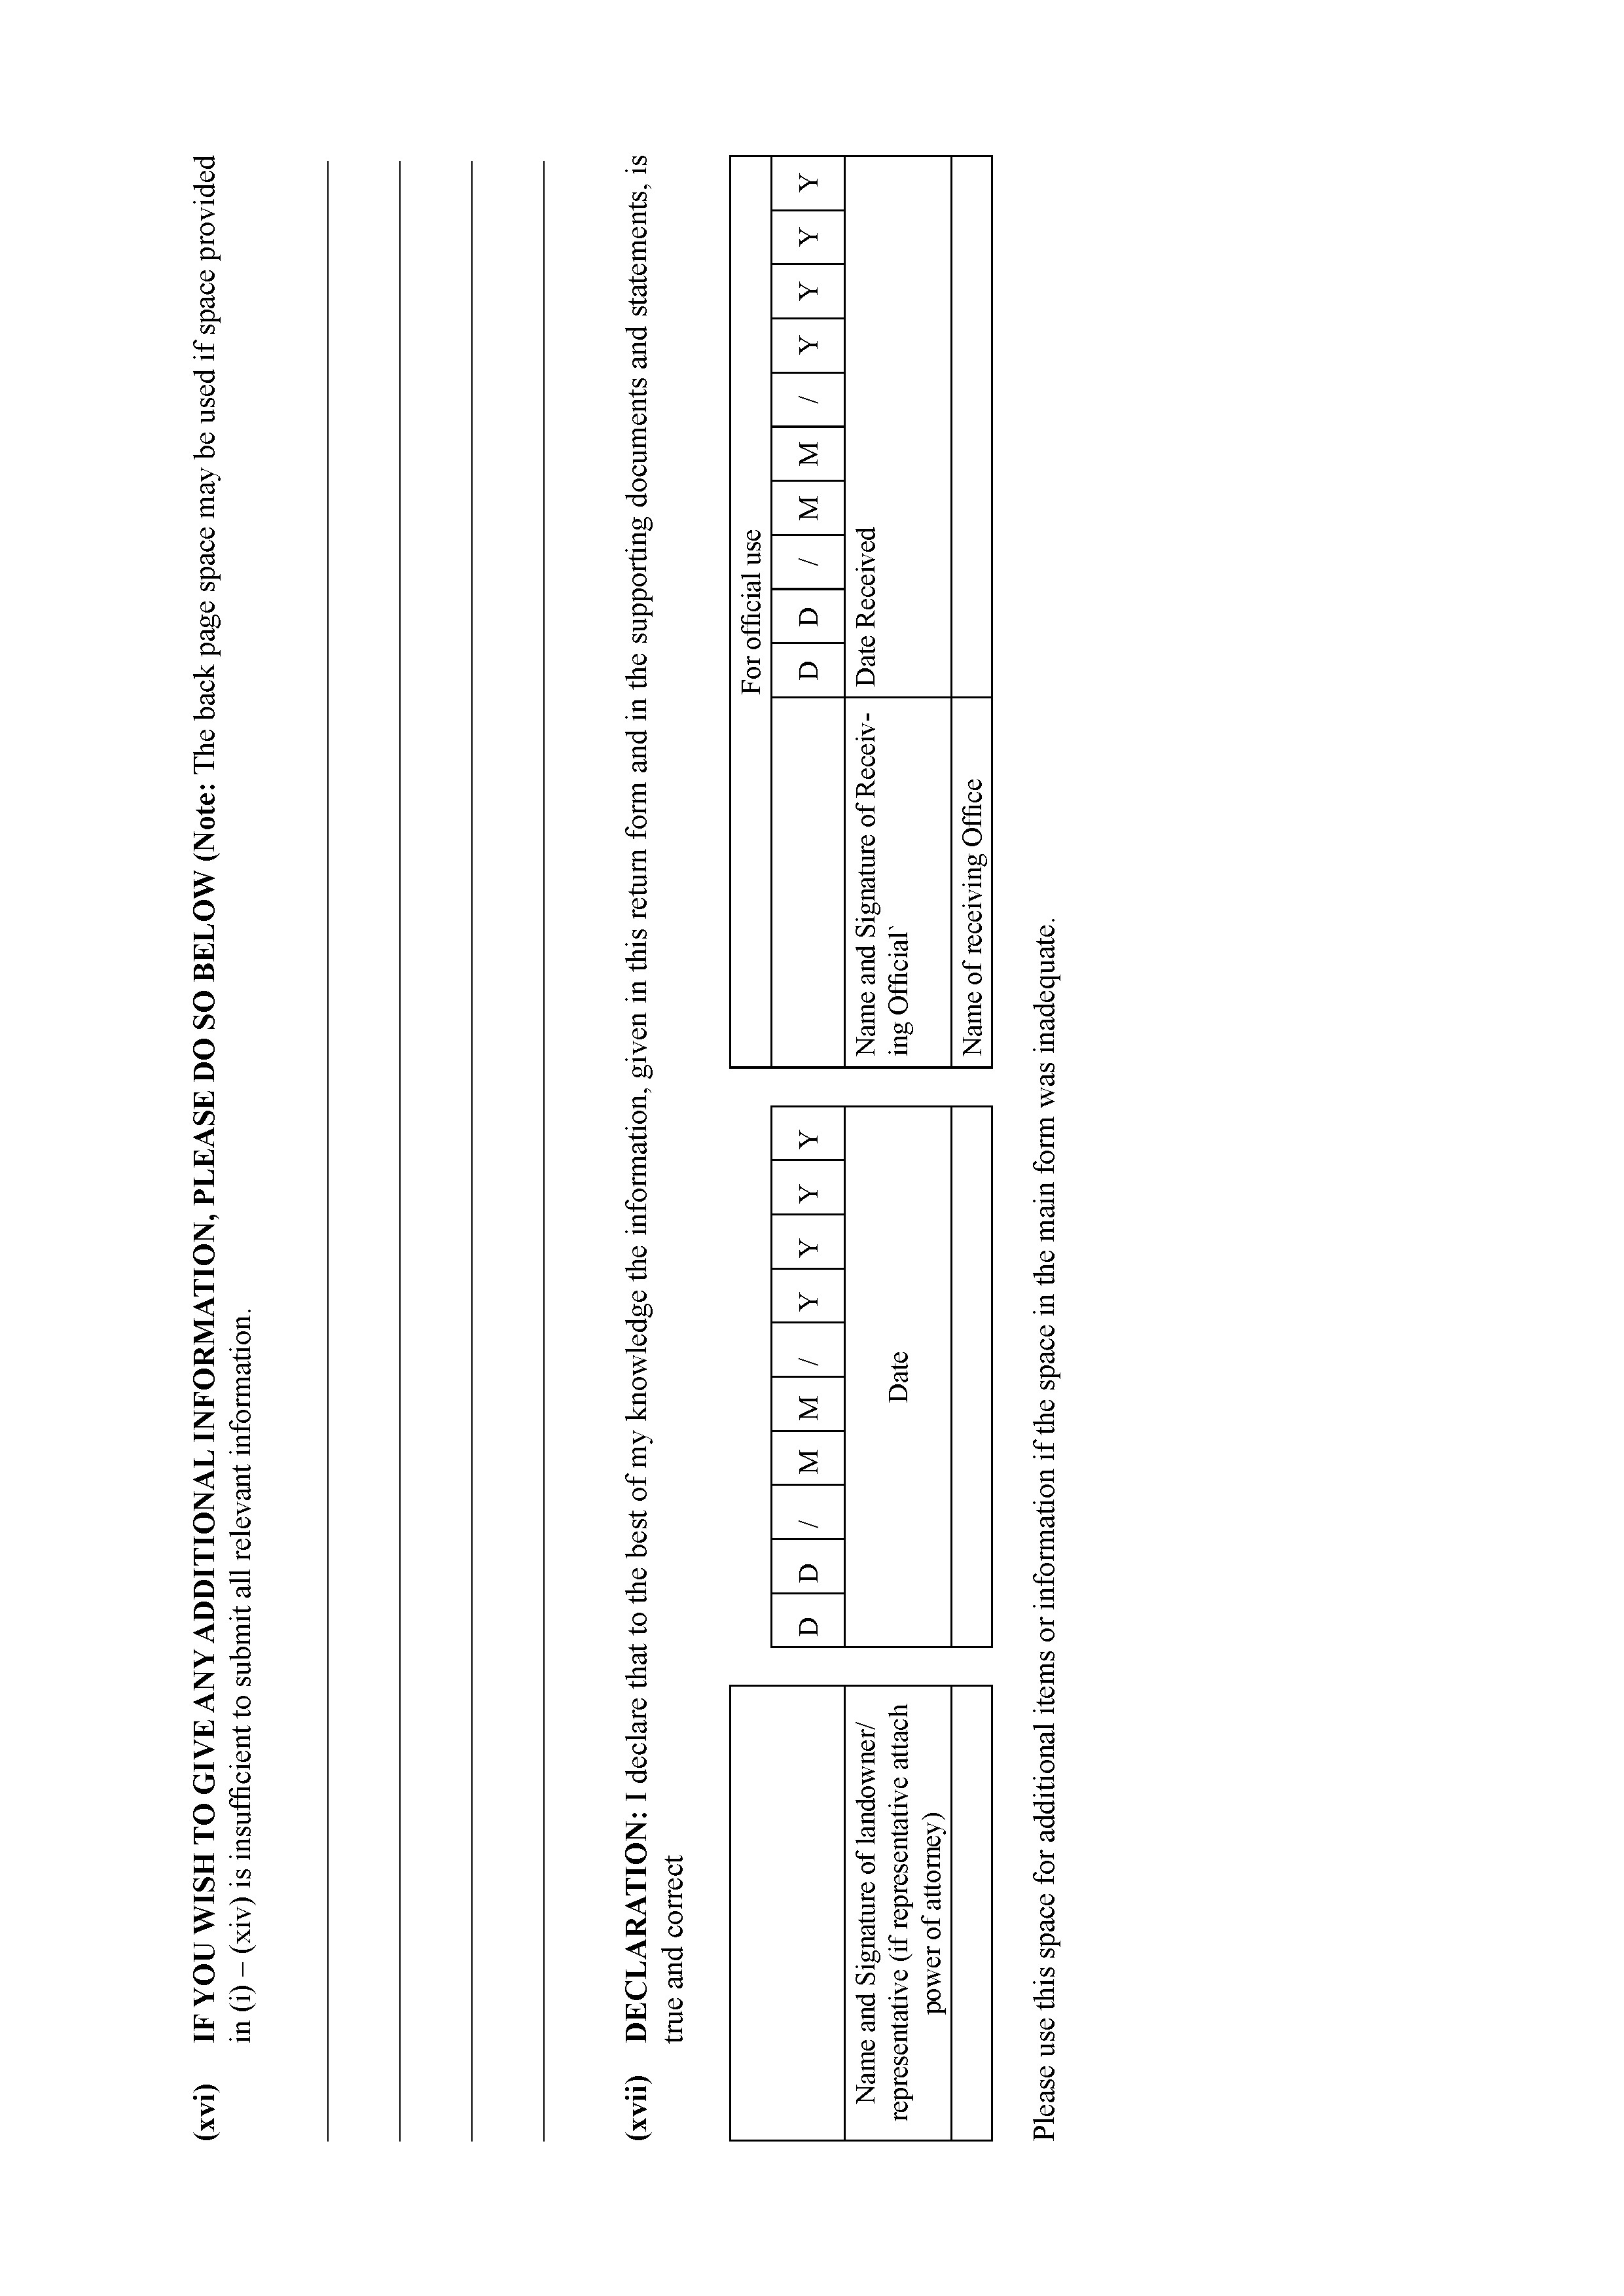 (xvi) IF YOU WISH TO GIVE ANY ADDITIONAL INFORMATION, PLEASE DO SO BELOW (Note: The back page space may be used if space provided
in (i) – (xiv) is insufficient to submit all relevant information.
(xvii) DECLARATION: I declare that to the best of my knowledge the information, given in this return form and in the supporting documents and statements, is
true and correct
For official use
D D / M M / Y Y Y Y
D D / M M / Y Y Y Y
Name and Signature of landowner/
representative (if representative attach
power of attorney)
Date
Name and Signature of Receiv-
ing Official`
Date Received
Name of receiving Office
Please use this space for additional items or information if the space in the main form was inadequate.